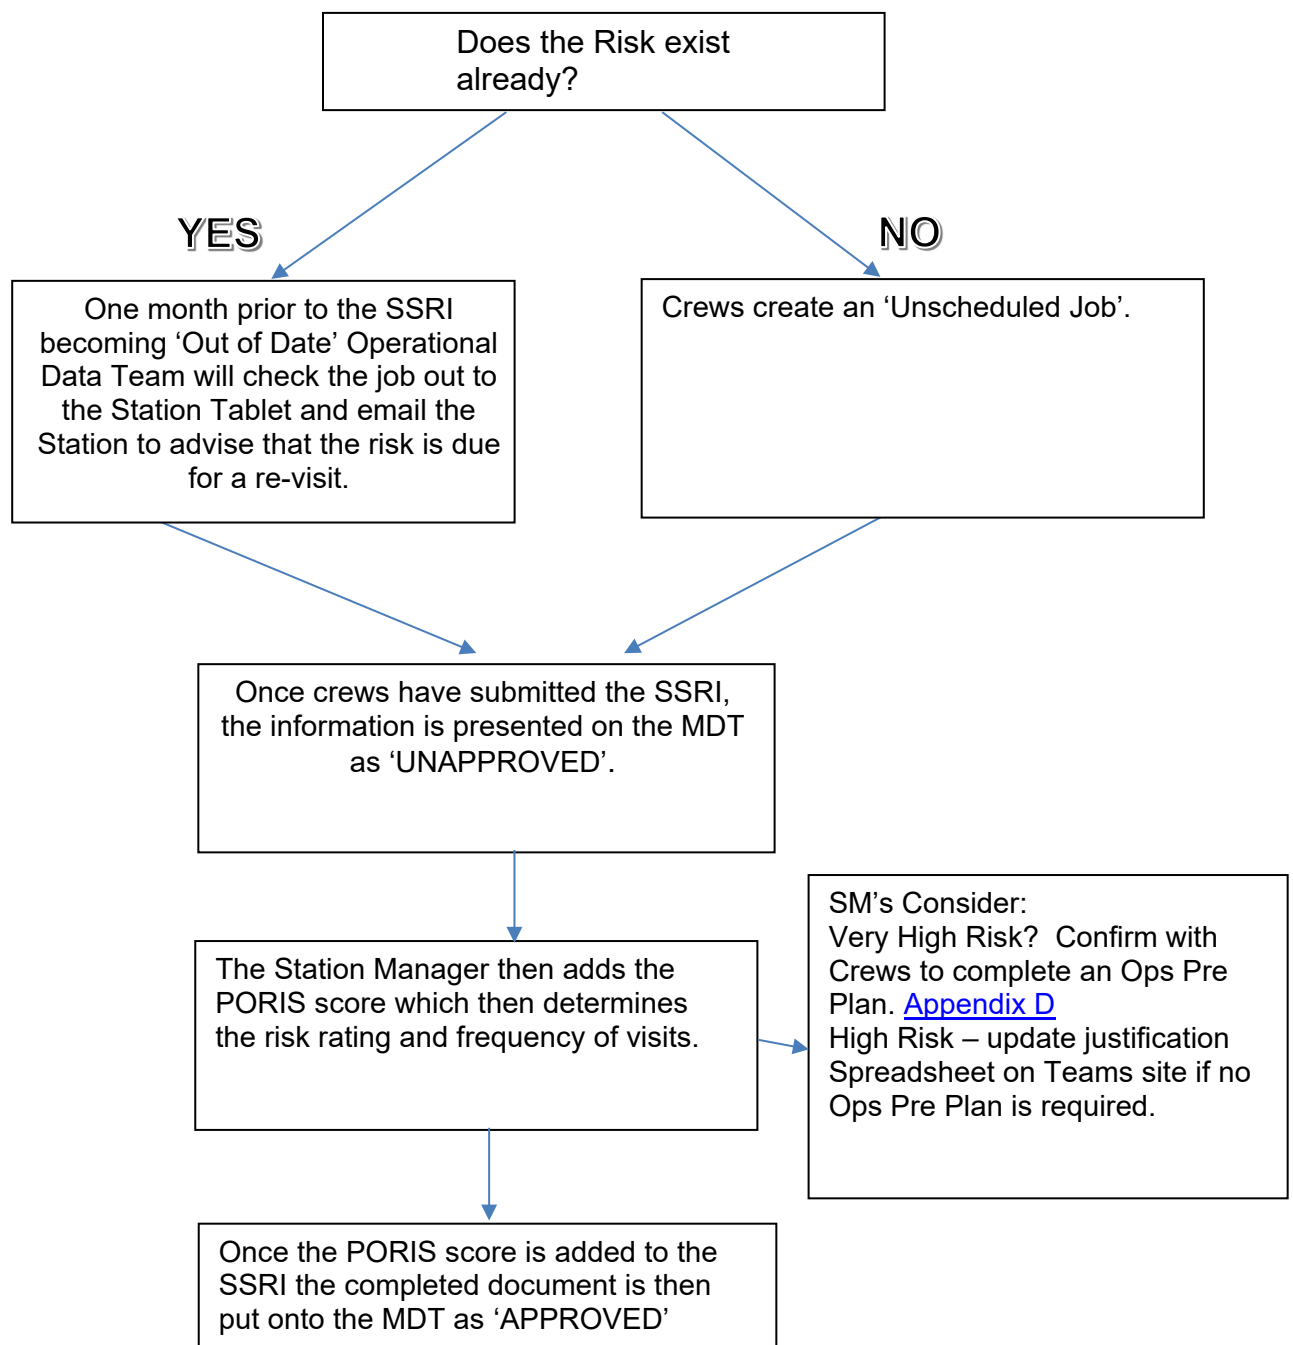 Does the Risk exist
already?
YES
NO
One month prior to the SSRI
becoming ‘Out of Date’ Operational
Data Team will check the job out to
the Station Tablet and email the
Station to advise that the risk is due
for a re-visit.
Crews create an ‘Unscheduled Job’.
Once crews have submitted the SSRI,
the information is presented on the MDT
as ‘UNAPPROVED’.
The Station Manager then adds the
PORIS score which then determines
the risk rating and frequency of visits.
SM’s Consider:
Very High Risk?  Confirm with
Crews to complete an Ops Pre
Plan. Appendix D
High Risk – update justification
Spreadsheet on Teams site if no
Ops Pre Plan is required.
Once the PORIS score is added to the
SSRI the completed document is then
put onto the MDT as ‘APPROVED’